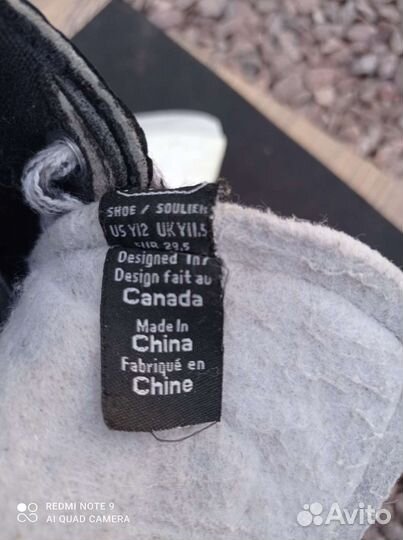 SHOE / SOULIER
US Y12 UK Y11.5
EUR 29.5
Designed In/
Design fait au
Canada
Made In
China
Fabriqué en
Chine
REDMI NOTE 9
AI QUAD CAMERA
Avito